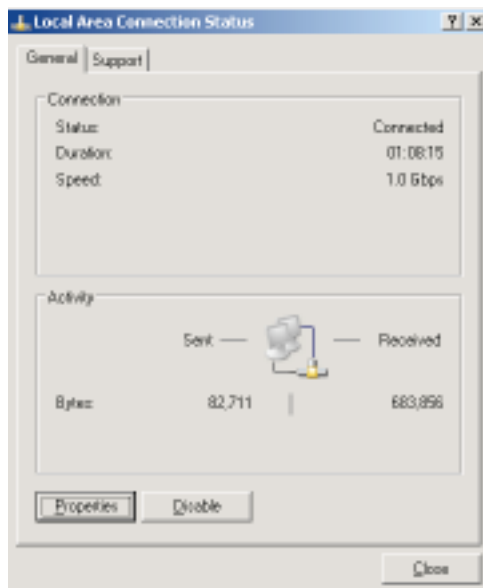 Local Area Connection Status
General Support
Connection
Status: Connected
Duration: 01:08:15
Speed: 1.0 Gbps
Activity
Sent — — Received
Bytes: 82,711 683,856
Properties Disable
Close